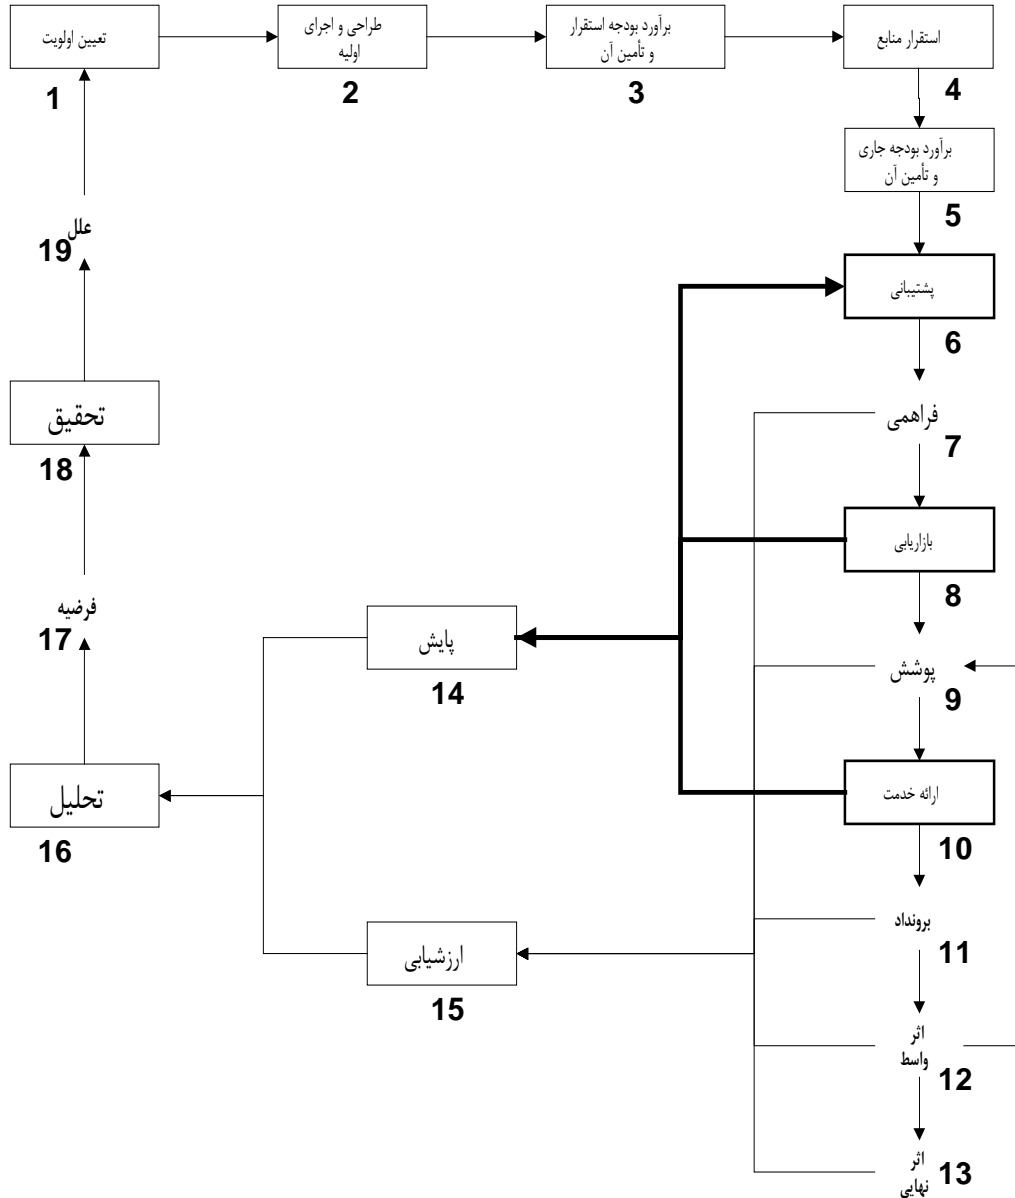 تعیین اولویت
1
طراحی و اجرای
اولیه
2
برآورد بودجه استقرار
و تأمین آن
3
استقرار منابع
4
برآورد بودجه جاری
و تأمین آن
5
پشتیبانی
6
فراهمی
7
بازاریابی
8
پوشش
9
ارائه خدمت
10
برونداد
11
اثر
واسط
12
اثر
نهایی
13
پایش
14
ارزشیابی
15
تحلیل
16
فرضیه
17
تحقیق
18
علل
19